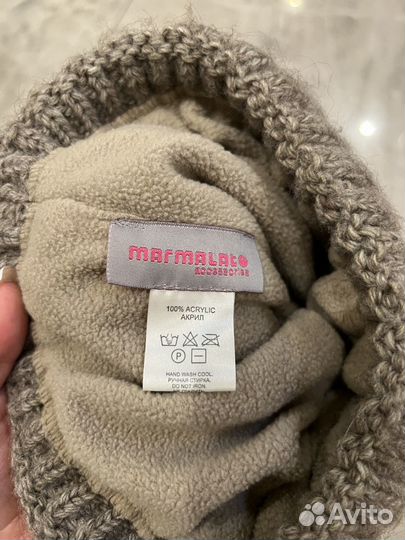 marmalato
accessories
100% ACRYLIC
АКРИЛ
P
HAND WASH COOL,
РУЧНАЯ СТИРКА,
DO NOT IRON
Avito